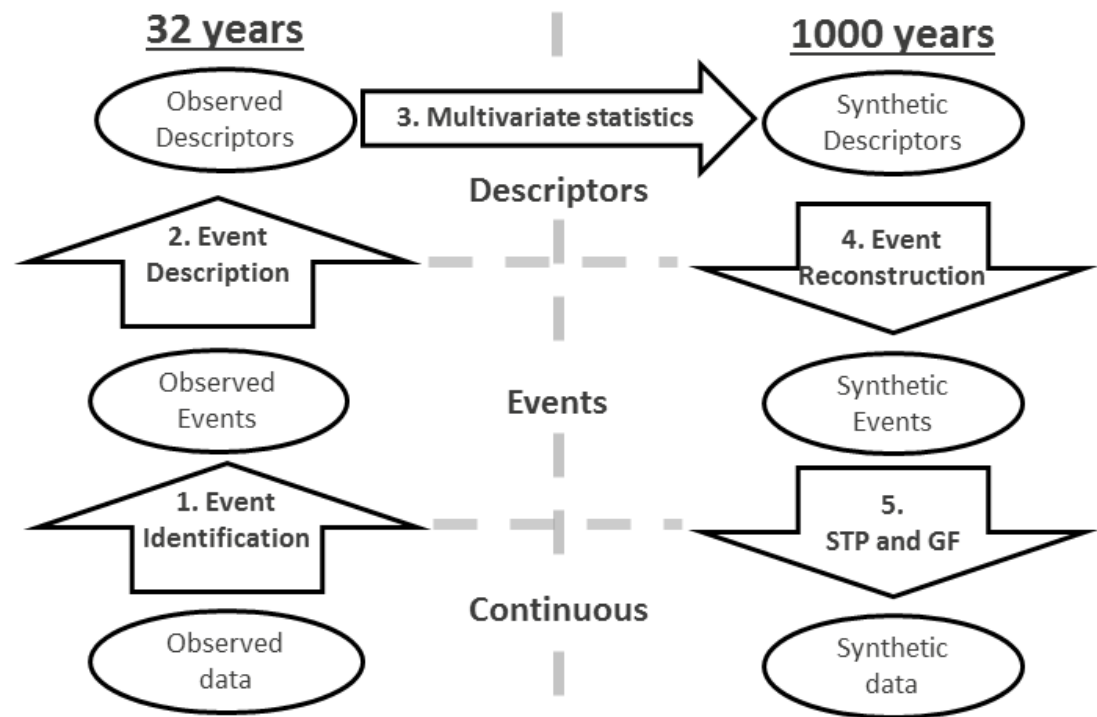 32 years
1000 years
Observed
Descriptors
3. Multivariate statistics
Synthetic
Descriptors
Descriptors
2. Event
Description
4. Event
Reconstruction
Observed
Events
Events
Synthetic
Events
1. Event
Identification
5.
STP and GF
Continuous
Observed
data
Synthetic
data